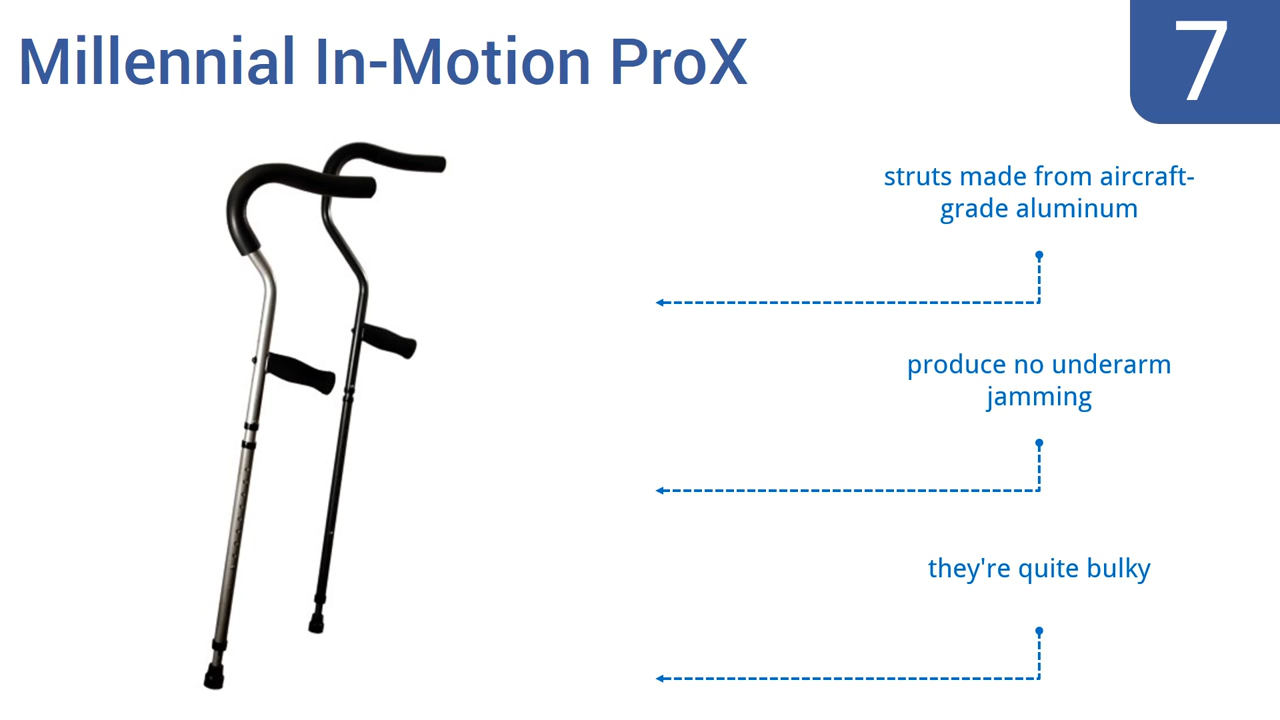 Millennial In-Motion ProX
7
struts made from aircraft-
grade aluminum
produce no underarm
jamming
they're quite bulky